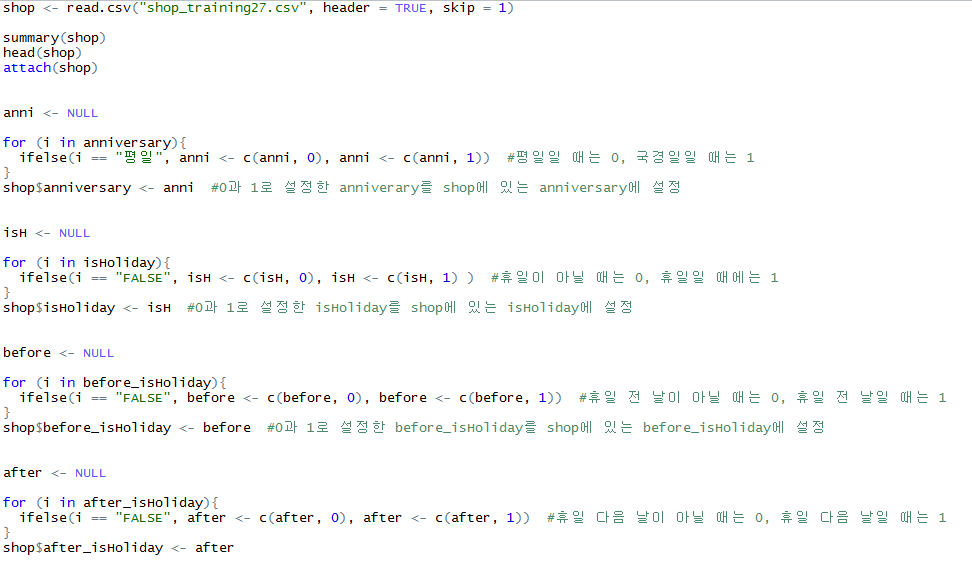 shop <- read.csv("shop_training27.csv", header = TRUE, skip = 1)
summary(shop)
head(shop)
attach(shop)
anni <- NULL
for (i in anniversary){
  ifelse(i == "평일", anni <- c(anni, 0), anni <- c(anni, 1))  #평일일 때는 0, 국경일일 때는 1
}
shop$anniversary <- anni  #0과 1로 설정한 anniverary를 shop에 있는 anniversary에 설정
isH <- NULL
for (i in isHoliday){
  ifelse(i == "FALSE", isH <- c(isH, 0), isH <- c(isH, 1) )  #휴일이 아닐 때는 0, 휴일일 때에는 1
}
shop$isHoliday <- isH  #0과 1로 설정한 isHoliday를 shop에 있는 isHoliday에 설정
before <- NULL
for (i in before_isHoliday){
  ifelse(i == "FALSE", before <- c(before, 0), before <- c(before, 1))  #휴일 전 날이 아닐 때는 0, 휴일 전 날일 때는 1
}
shop$before_isHoliday <- before  #0과 1로 설정한 before_isHoliday를 shop에 있는 before_isHoliday에 설정
after <- NULL
for (i in after_isHoliday){
  ifelse(i == "FALSE", after <- c(after, 0), after <- c(after, 1))  #휴일 다음 날이 아닐 때는 0, 휴일 다음 날일 때는 1
}
shop$after_isHoliday <- after